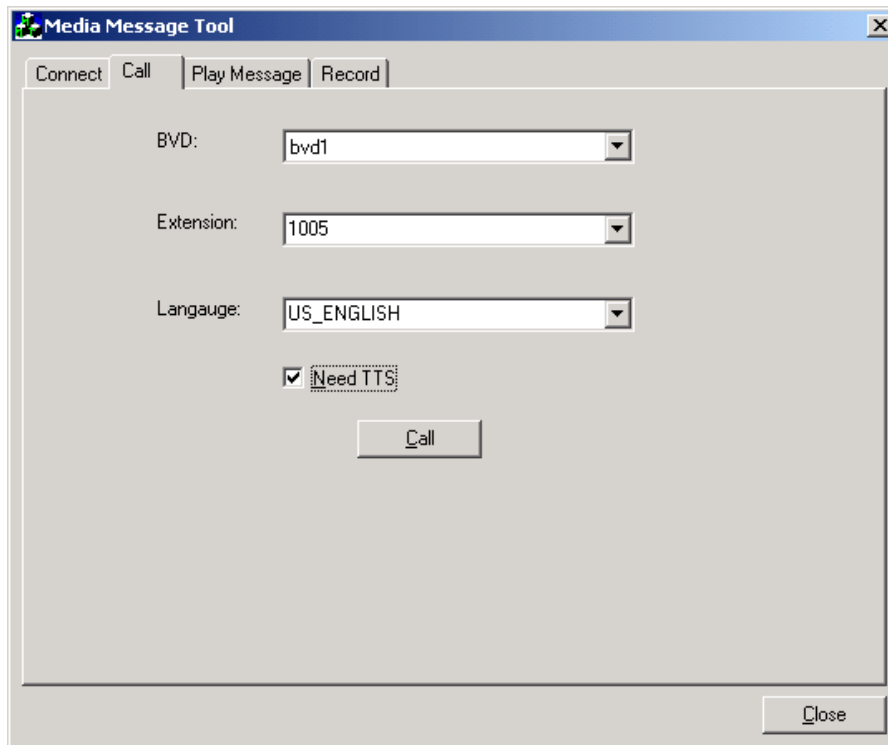 Media Message Tool
Connect Call Play Message Record
BVD: bvd1
Extension: 1005
Langauge: US_ENGLISH
Need TTS
Call
Close